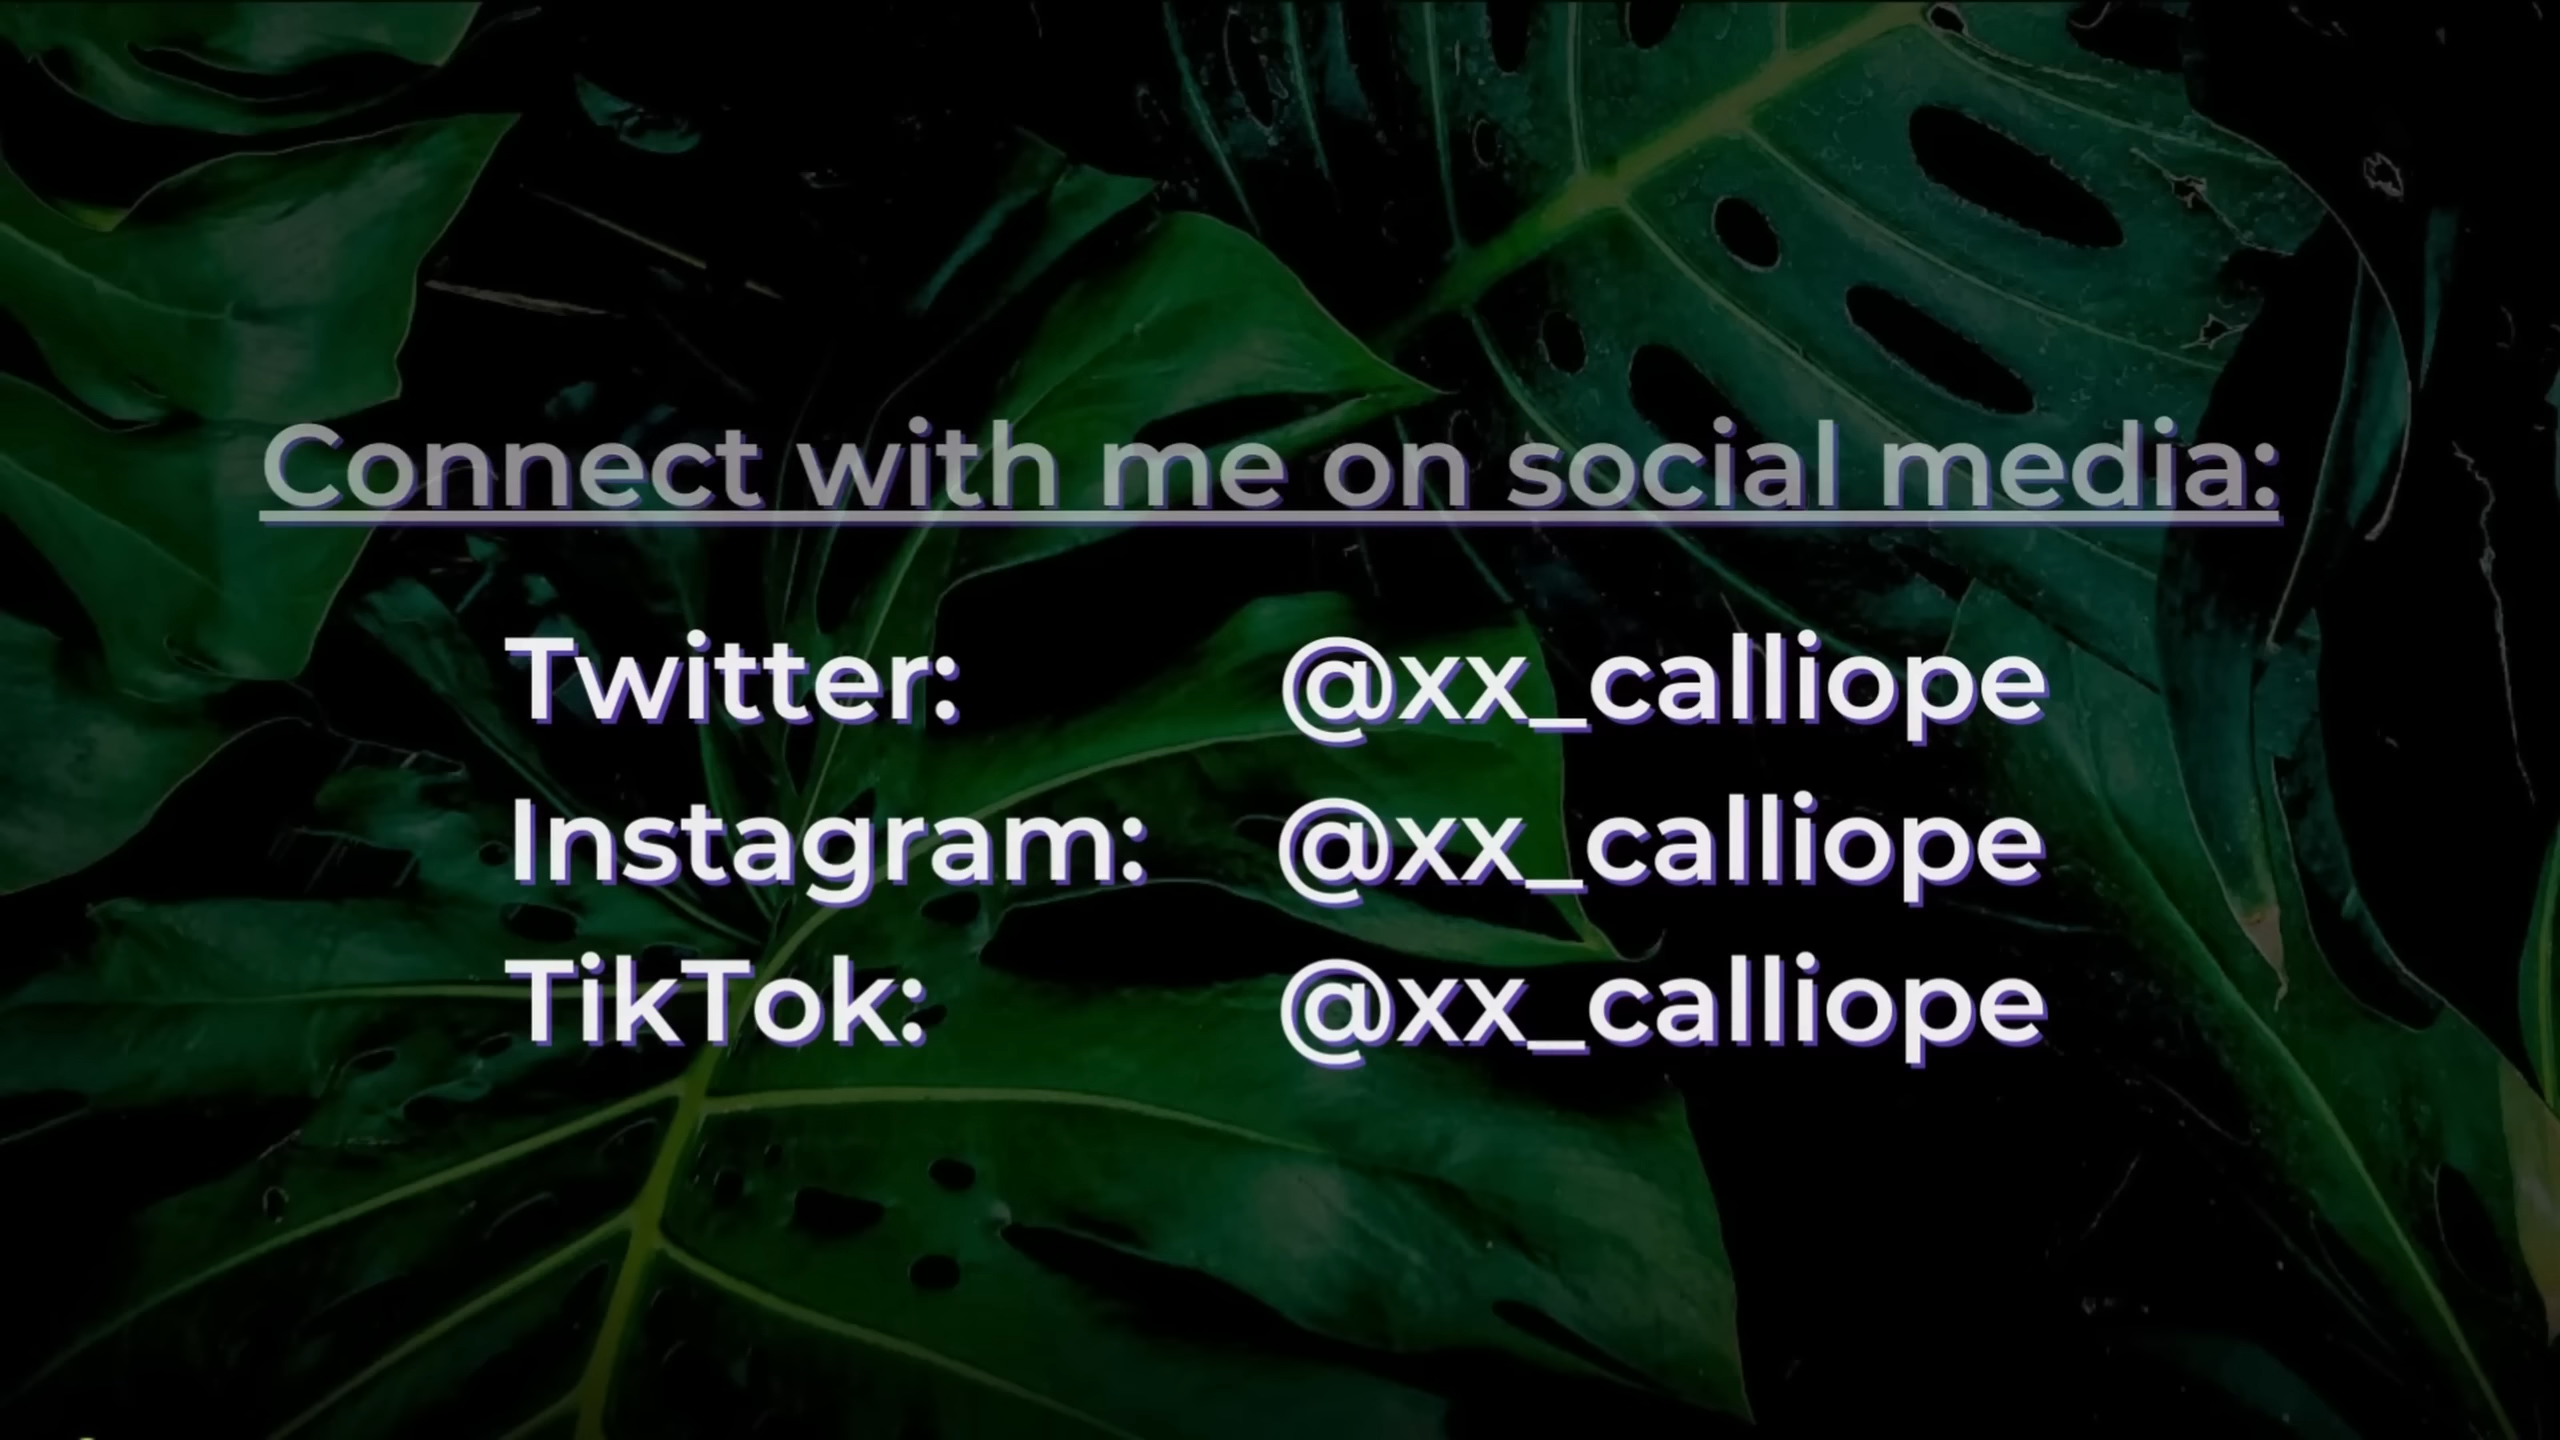 Connect with me on social media:
Twitter: @xx_calliope
Instagram: @xx_calliope
TikTok: @xx_calliope